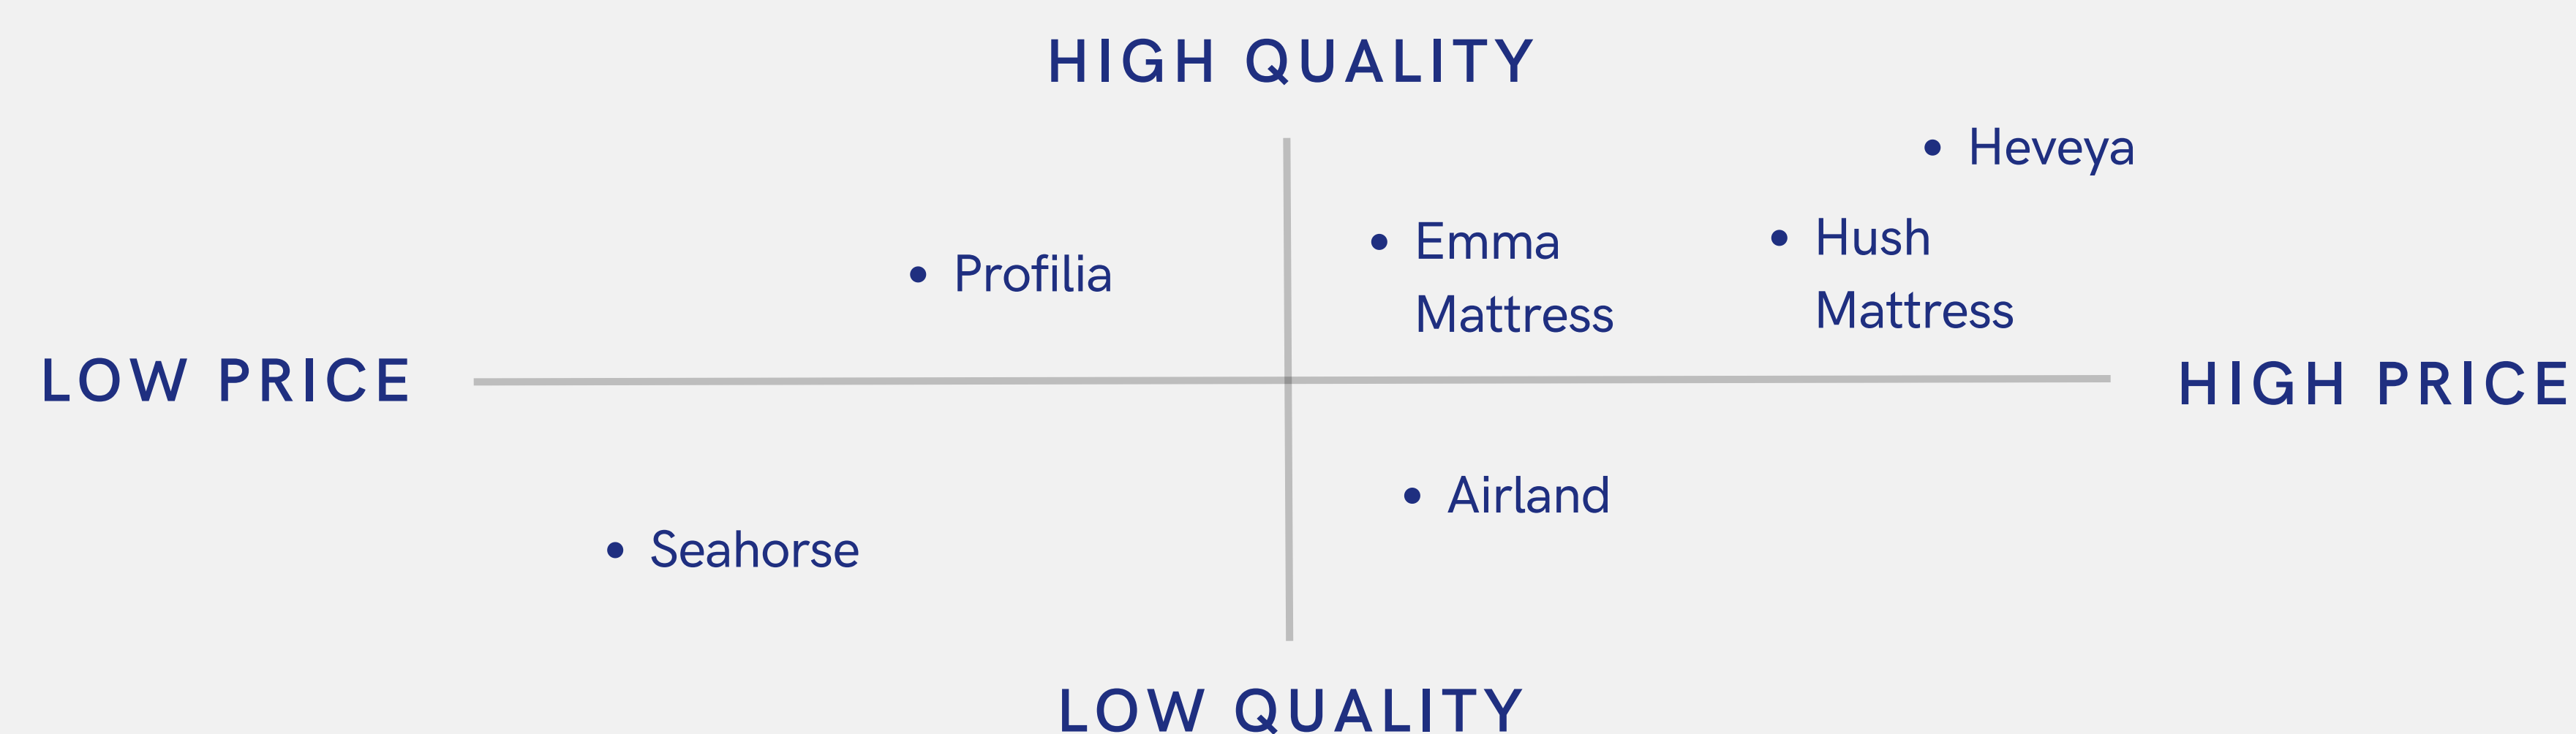 HIGH QUALITY
• Heveya
• Emma
Mattress
• Hush
Mattress
• Profilia
LOW PRICE
HIGH PRICE
• Airland
• Seahorse
LOW QUALITY